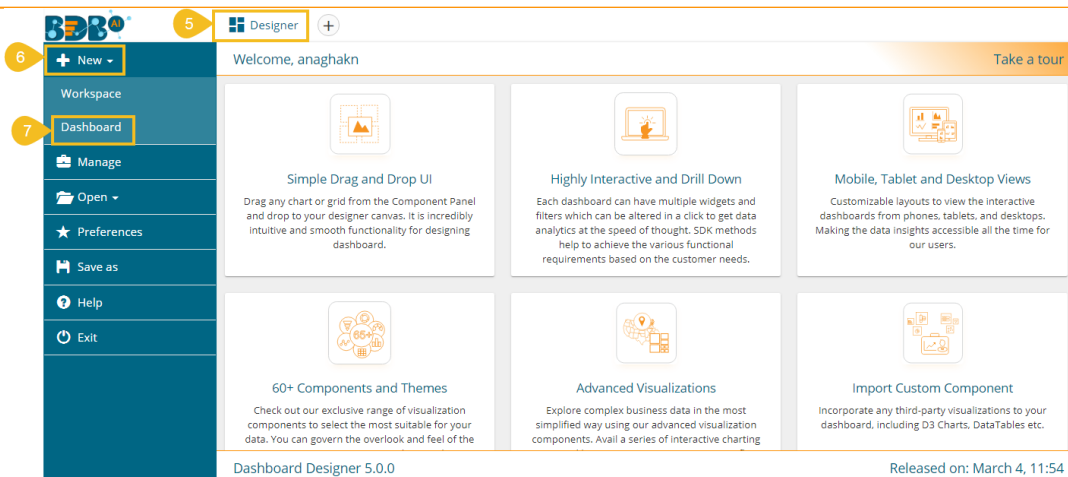 BDB AI
5
Designer
6
New
Welcome, anaghakn
Take a tour
Workspace
7
Dashboard
Manage
Open
Preferences
Save as
Help
Exit
Simple Drag and Drop UI
Drag any chart or grid from the Component Panel
and drop to your designer canvas. It is incredibly
intuitive and smooth functionality for designing
dashboard.
Highly Interactive and Drill Down
Each dashboard can have multiple widgets and
filters which can be altered in a click to get data
analytics at the speed of thought. SDK methods
help to achieve the various functional
requirements based on the customer needs.
Mobile, Tablet and Desktop Views
Customizable layouts to view the interactive
dashboards from phones, tablets, and desktops.
Making the data insights accessible all the time for
our users.
65+
60+ Components and Themes
Check out our exclusive range of visualization
components to select the most suitable for your
data. You can govern the overlook and feel of the
Advanced Visualizations
Explore complex business data in the most
simplified way using our advanced visualization
components. Avail a series of interactive charting
Import Custom Component
Incorporate any third-party visualizations to your
dashboard, including D3 Charts, DataTables etc.
Dashboard Designer 5.0.0
Released on: March 4, 11:54